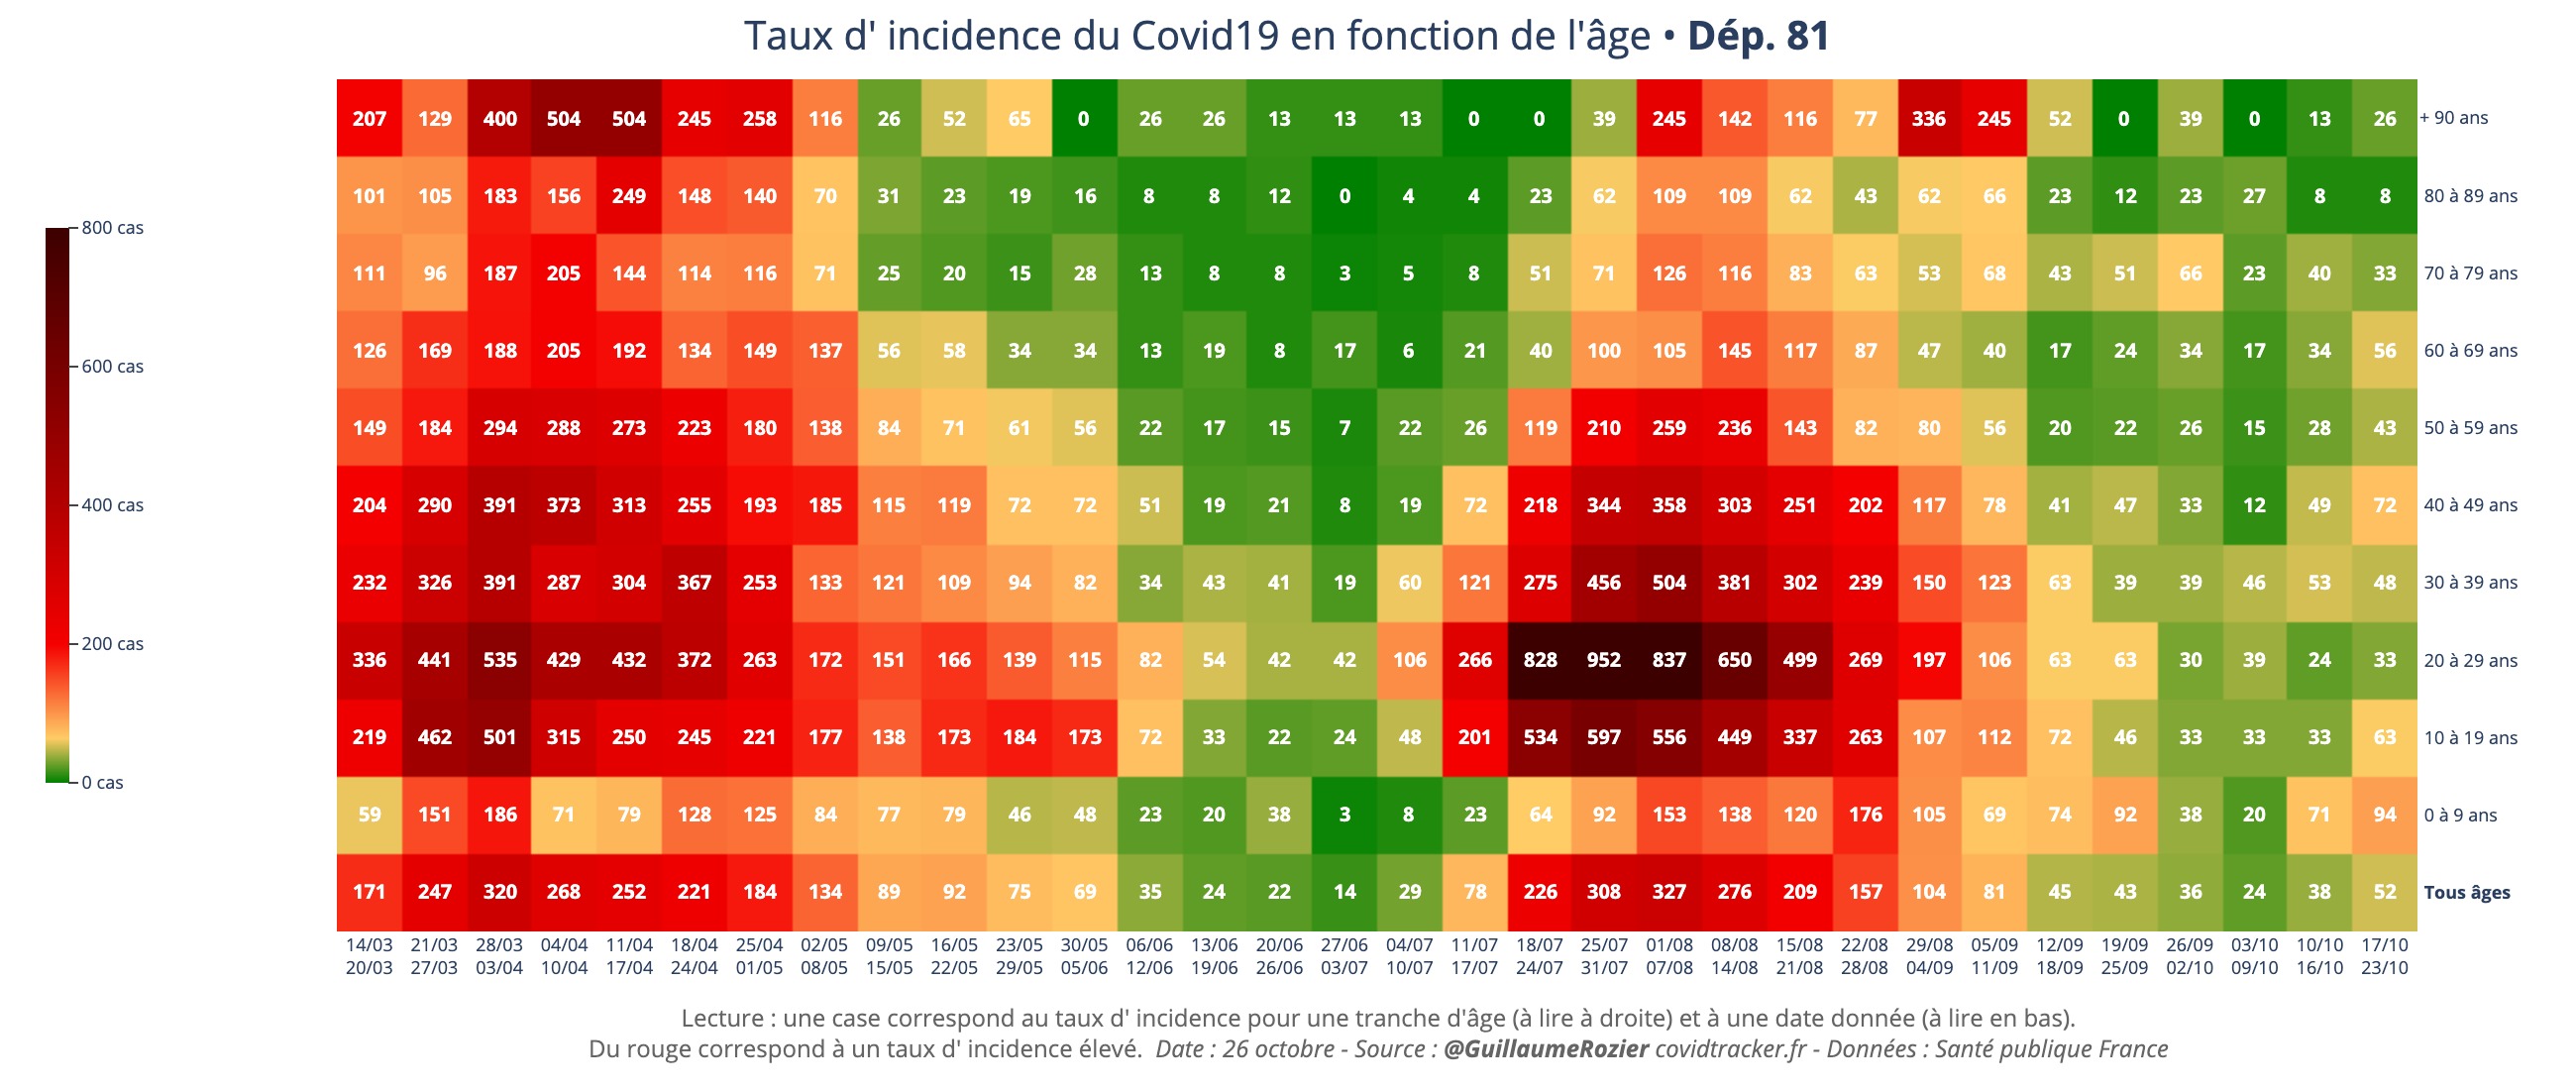 Taux d' incidence du Covid19 en fonction de l'âge • Dép. 81
800 cas
600 cas
400 cas
200 cas
0 cas
207 129 400 504 504 245 258 116 26 52 65 0 26 26 13 13 13 0 0 39 245 142 116 77 336 245 52 0 39 0 13 26 + 90 ans
101 105 183 156 249 148 140 70 31 23 19 16 8 8 12 0 4 4 23 62 109 109 62 43 62 66 23 12 23 27 8 8 80 à 89 ans
111 96 187 205 144 114 116 71 25 20 15 28 13 8 8 3 5 8 51 71 126 116 83 63 53 68 43 51 66 23 40 33 70 à 79 ans
126 169 188 205 192 134 149 137 56 58 34 34 13 19 8 17 6 21 40 100 105 145 117 87 47 40 17 24 34 17 34 56 60 à 69 ans
149 184 294 288 273 223 180 138 84 71 61 56 22 17 15 7 22 26 119 210 259 236 143 82 80 56 20 22 26 15 28 43 50 à 59 ans
204 290 391 373 313 255 193 185 115 119 72 72 51 19 21 8 19 72 218 344 358 303 251 202 117 78 41 47 33 12 49 72 40 à 49 ans
232 326 391 287 304 367 253 133 121 109 94 82 34 43 41 19 60 121 275 456 504 381 302 239 150 123 63 39 39 46 53 48 30 à 39 ans
336 441 535 429 432 372 263 172 151 166 139 115 82 54 42 42 106 266 828 952 837 650 499 269 197 106 63 63 30 39 24 33 20 à 29 ans
219 462 501 315 250 245 221 177 138 173 184 173 72 33 22 24 48 201 534 597 556 449 337 263 107 112 72 46 33 33 33 63 10 à 19 ans
59 151 186 71 79 128 125 84 77 79 46 48 23 20 38 3 8 23 64 92 153 138 120 176 105 69 74 92 38 20 71 94 0 à 9 ans
171 247 320 268 252 221 184 134 89 92 75 69 35 24 22 14 29 78 226 308 327 276 209 157 104 81 45 43 36 24 38 52 Tous âges
14/03 21/03 28/03 04/04 11/04 18/04 25/04 02/05 09/05 16/05 23/05 30/05 06/06 13/06 20/06 27/06 04/07 11/07 18/07 25/07 01/08 08/08 15/08 22/08 29/08 05/09 12/09 19/09 26/09 03/10 10/10 17/10
20/03 27/03 03/04 10/04 17/04 24/04 01/05 08/05 15/05 22/05 29/05 05/06 12/06 19/06 26/06 03/07 10/07 17/07 24/07 31/07 07/08 14/08 21/08 28/08 04/09 11/09 18/09 25/09 02/10 09/10 16/10 23/10
Lecture : une case correspond au taux d' incidence pour une tranche d'âge (à lire à droite) et à une date donnée (à lire en bas).
Du rouge correspond à un taux d' incidence élevé. Date : 26 octobre - Source : @GuillaumeRozier covidtracker.fr - Données : Santé publique France